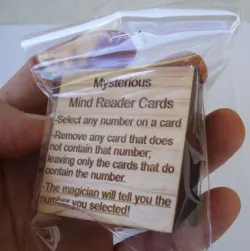 Mysterious
Mind Reader Cards
-Select any number on a card
-Remove any card that does
not contain that number;
leaving only the cards that do
contain the number.
-The magician will tell you the
number you selected!